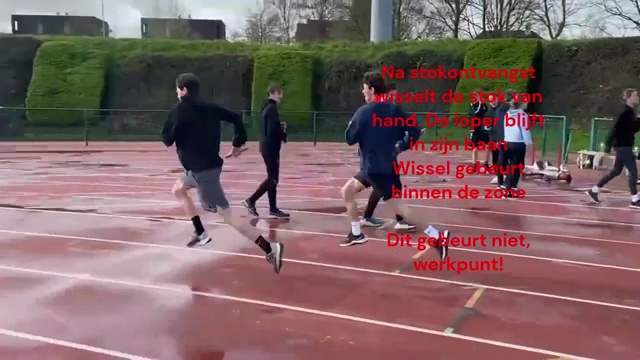 Na stokontvangst
wisselt de stok van
hand. De loper blijft
in zijn baan
Wissel gebeurt
binnen de zone
Dit gebeurt niet,
werkpunt!